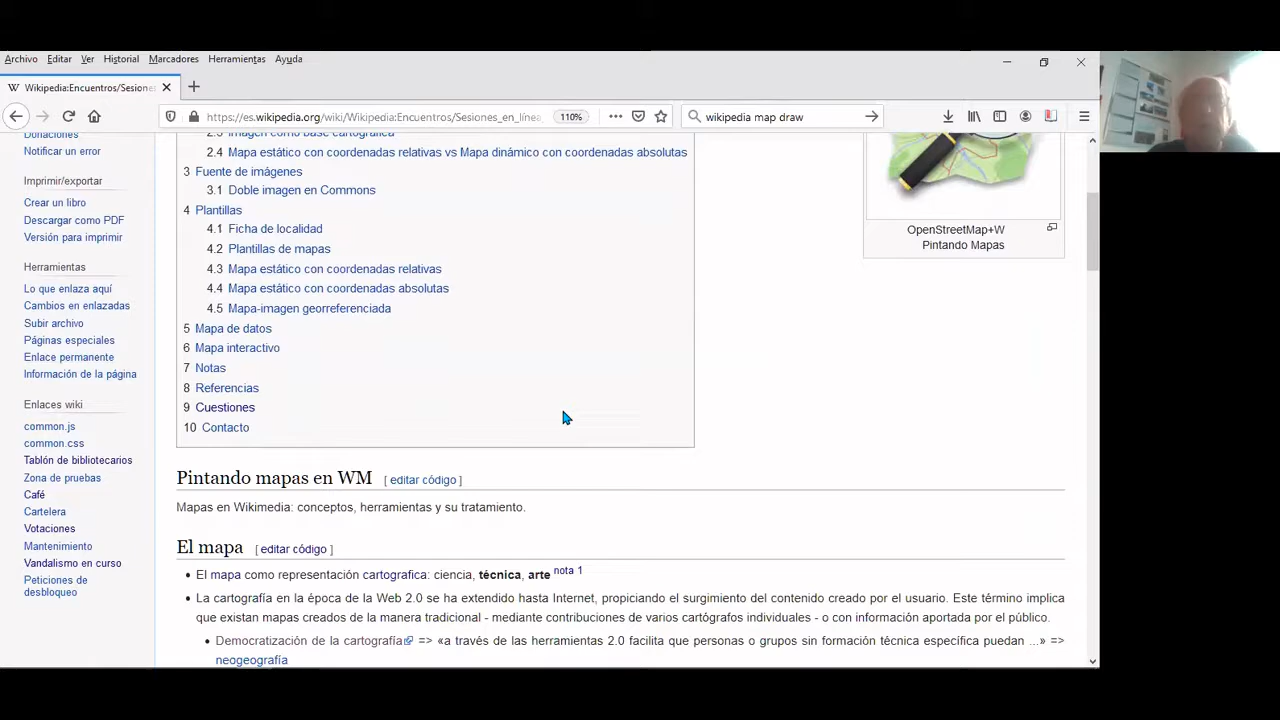 Archivo Editar Ver Historial Marcadores Herramientas Ayuda
Wikipedia:Encuentros/Sesione
https://es.wikipedia.org/wiki/Wikipedia:Encuentros/Sesiones_en_línea, 110% wikipedia map draw
Donaciones
Notificar un error
Imprimir/exportar
Crear un libro
Descargar como PDF
Versión para imprimir
Herramientas
Lo que enlaza aquí
Cambios en enlazadas
Subir archivo
Páginas especiales
Enlace permanente
Información de la página
Enlaces wiki
common.js
common.css
Tablón de bibliotecarios
Zona de pruebas
Café
Cartelera
Votaciones
Mantenimiento
Vandalismo en curso
Peticiones de
desbloqueo
2.3 Imagen como base cartográfica
2.4 Mapa estático con coordenadas relativas vs Mapa dinámico con coordenadas absolutas
3 Fuente de imágenes
3.1 Doble imagen en Commons
4 Plantillas
4.1 Ficha de localidad
4.2 Plantillas de mapas
4.3 Mapa estático con coordenadas relativas
4.4 Mapa estático con coordenadas absolutas
4.5 Mapa-imagen georreferenciada
5 Mapa de datos
6 Mapa interactivo
7 Notas
8 Referencias
9 Cuestiones
10 Contacto
OpenStreetMap+W
Pintando Mapas
Pintando mapas en WM [ editar código ]
Mapas en Wikimedia: conceptos, herramientas y su tratamiento.
El mapa [ editar código ]
• El mapa como representación cartografica: ciencia, técnica, arte nota 1
• La cartografía en la época de la Web 2.0 se ha extendido hasta Internet, propiciando el surgimiento del contenido creado por el usuario. Este término implica
que existan mapas creados de la manera tradicional - mediante contribuciones de varios cartógrafos individuales - o con información aportada por el público.
• Democratización de la cartografía => «a través de las herramientas 2.0 facilita que personas o grupos sin formación técnica específica puedan ...» =>
neogeografía